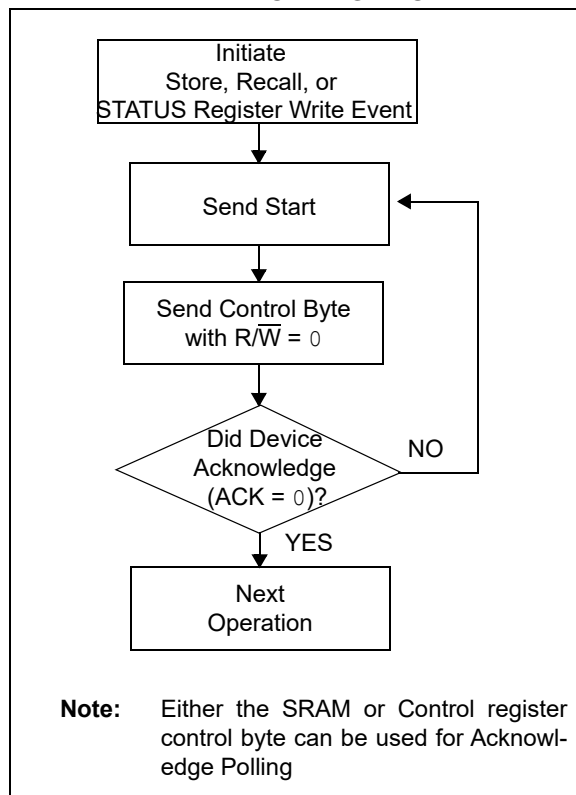 Initiate
Store, Recall, or
STATUS Register Write Event
Send Start
Send Control Byte
with R/W̅ = 0
Did Device
Acknowledge
(ACK = 0)?
NO
YES
Next
Operation
Note: Either the SRAM or Control register
control byte can be used for Acknowl-
edge Polling